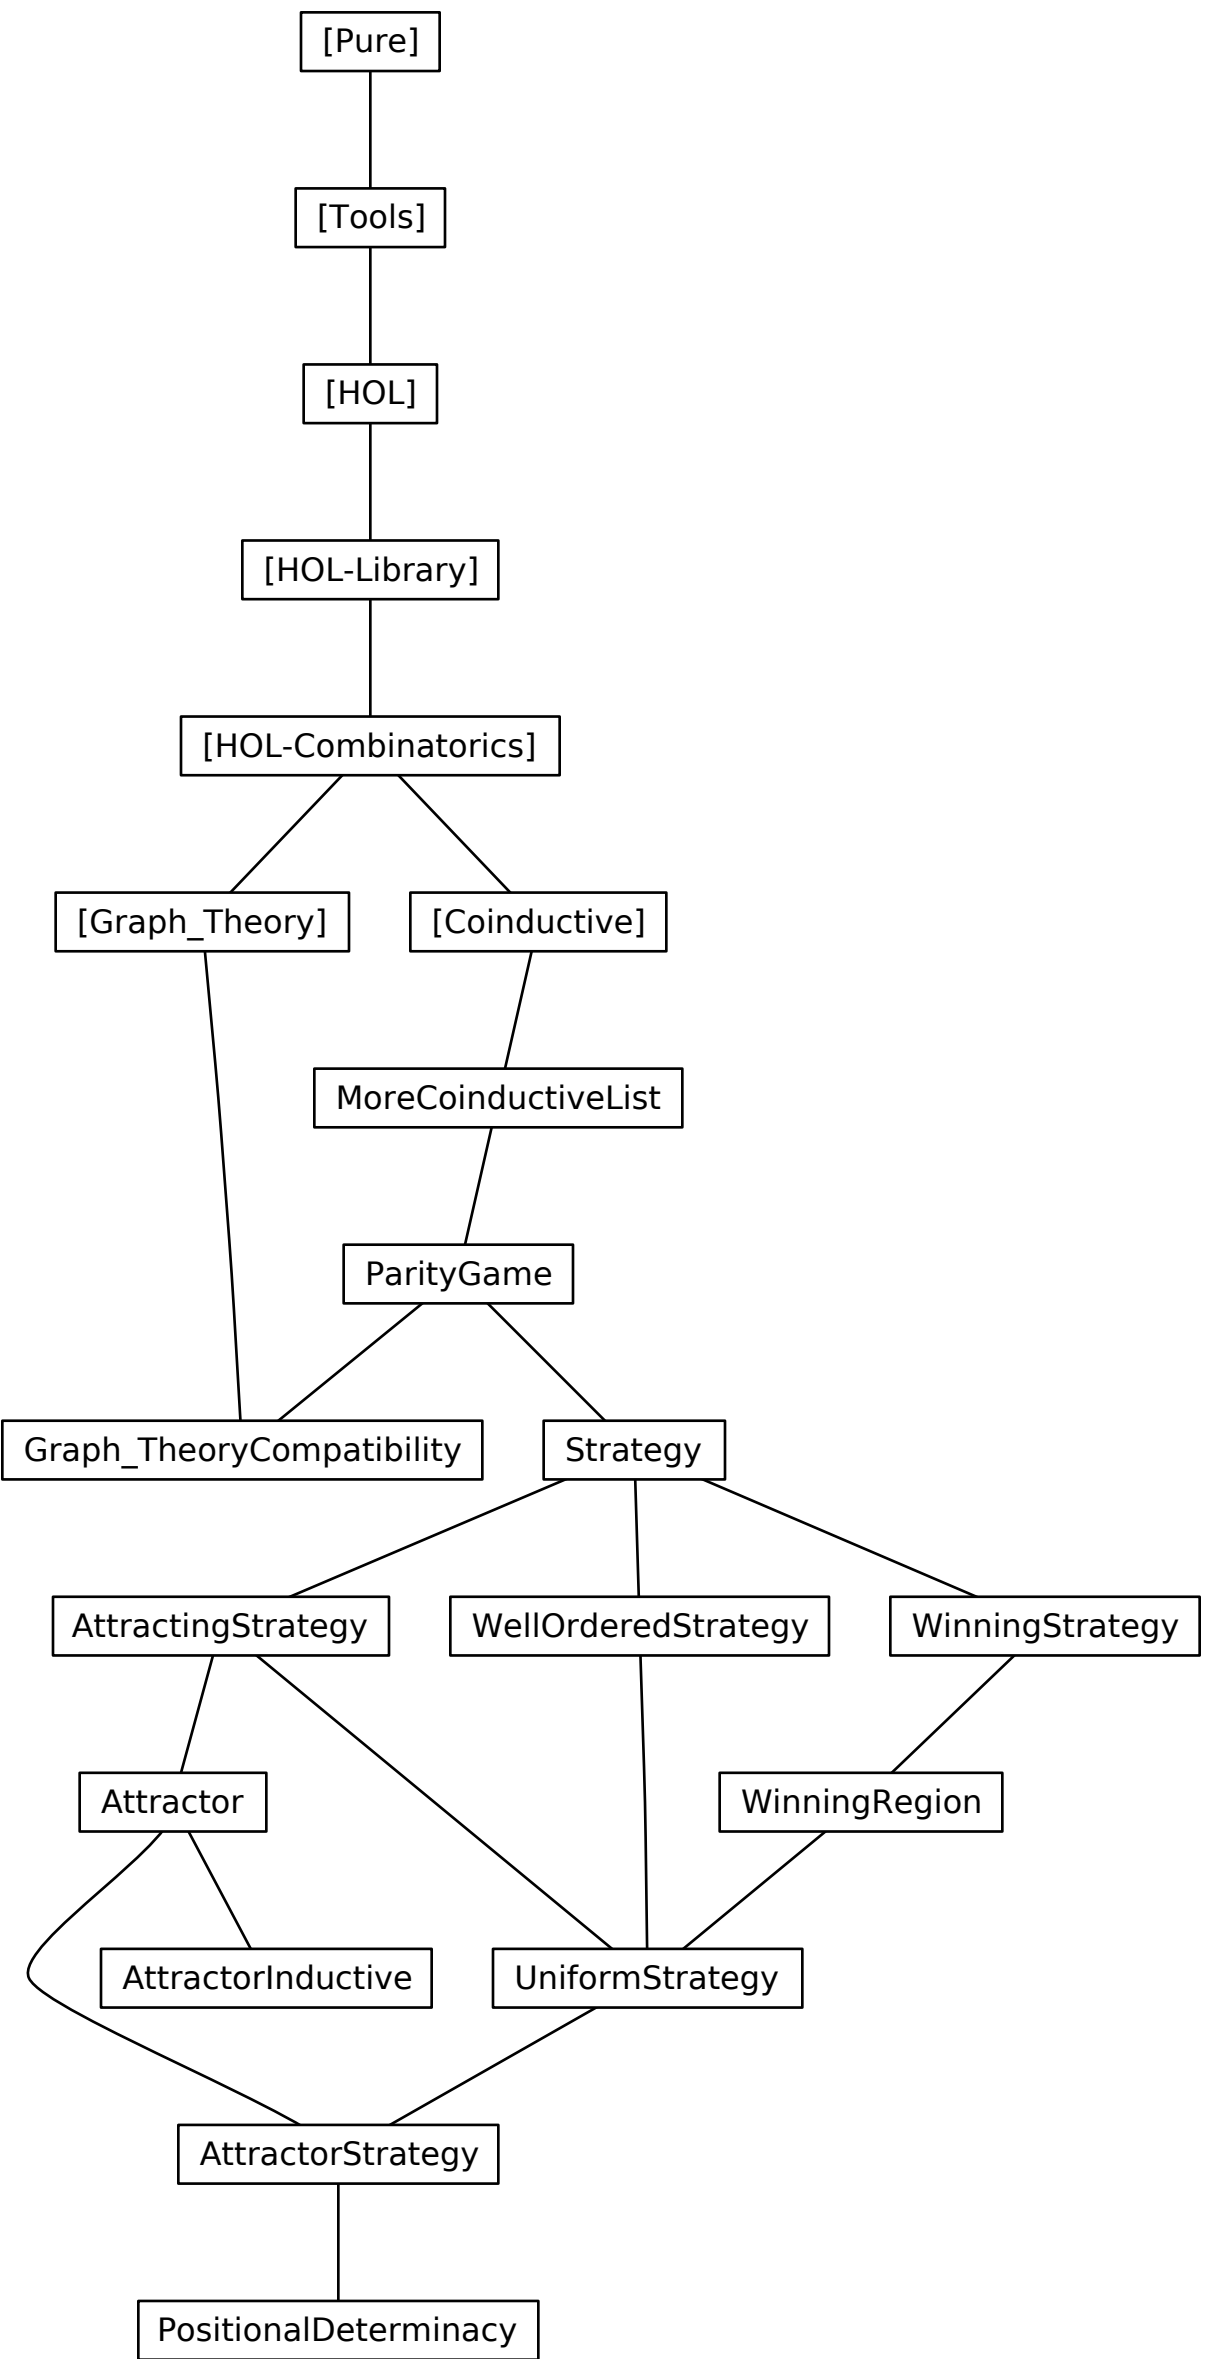 [Pure]
[Tools]
[HOL]
[HOL-Library]
[HOL-Combinatorics]
[Graph_Theory]
[Coinductive]
MoreCoinductiveList
ParityGame
Graph_TheoryCompatibility
Strategy
AttractingStrategy
WellOrderedStrategy
WinningStrategy
Attractor
WinningRegion
AttractorInductive
UniformStrategy
AttractorStrategy
PositionalDeterminacy